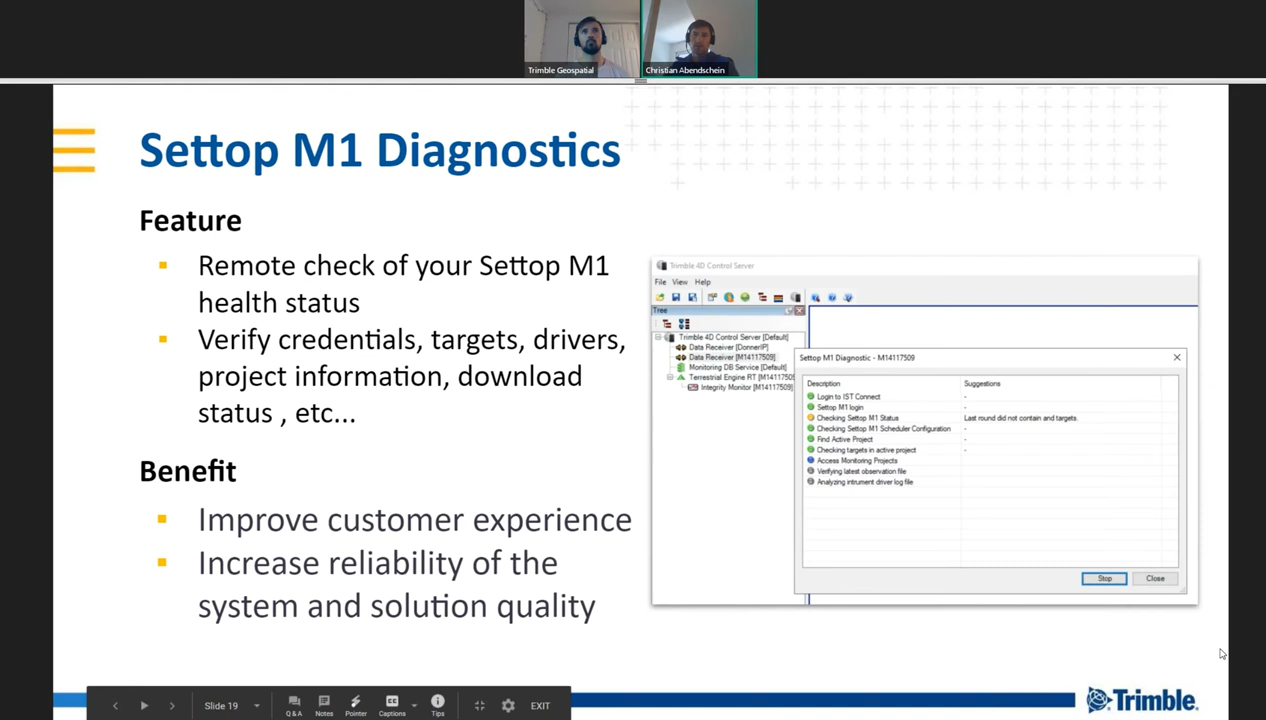 Trimble Geospatial
Christian Abendschein
Settop M1 Diagnostics
Feature
Remote check of your Settop M1
health status
Verify credentials, targets, drivers,
project information, download
status , etc...
Benefit
Improve customer experience
Increase reliability of the
system and solution quality
Trimble 4D Control Server
File View Help
Tree
Trimble 4D Control Server [Default]
Data Receiver [DonnerIP]
Data Receiver [M14117509]
Monitoring DB Service [Default]
Terrestrial Engine RT [M14117509
Integrity Monitor [M14117509]
Settop M1 Diagnostic - M14117509
Description Suggestions
Login to IST Connect -
Settop M1 login -
Checking Settop M1 Status Last round did not contain and targets.
Checking Settop M1 Scheduler Configuration -
Find Active Project -
Checking targets in active project -
Access Monitoring Projects
Verifying latest observation file
Analyzing intrument driver log file
Stop Close
Slide 19 Q & A Notes Pointer Captions Tips EXIT
Trimble